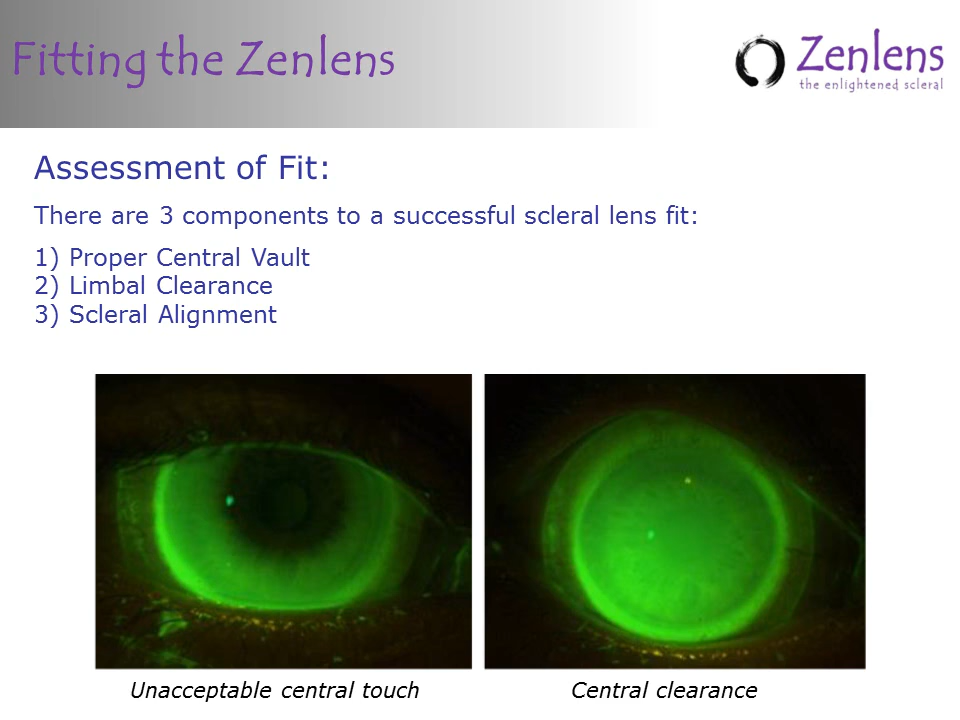 Fitting the Zenlens
Zenlens
the enlightened scleral
Assessment of Fit:
There are 3 components to a successful scleral lens fit:
1) Proper Central Vault
2) Limbal Clearance
3) Scleral Alignment
Unacceptable central touch
Central clearance